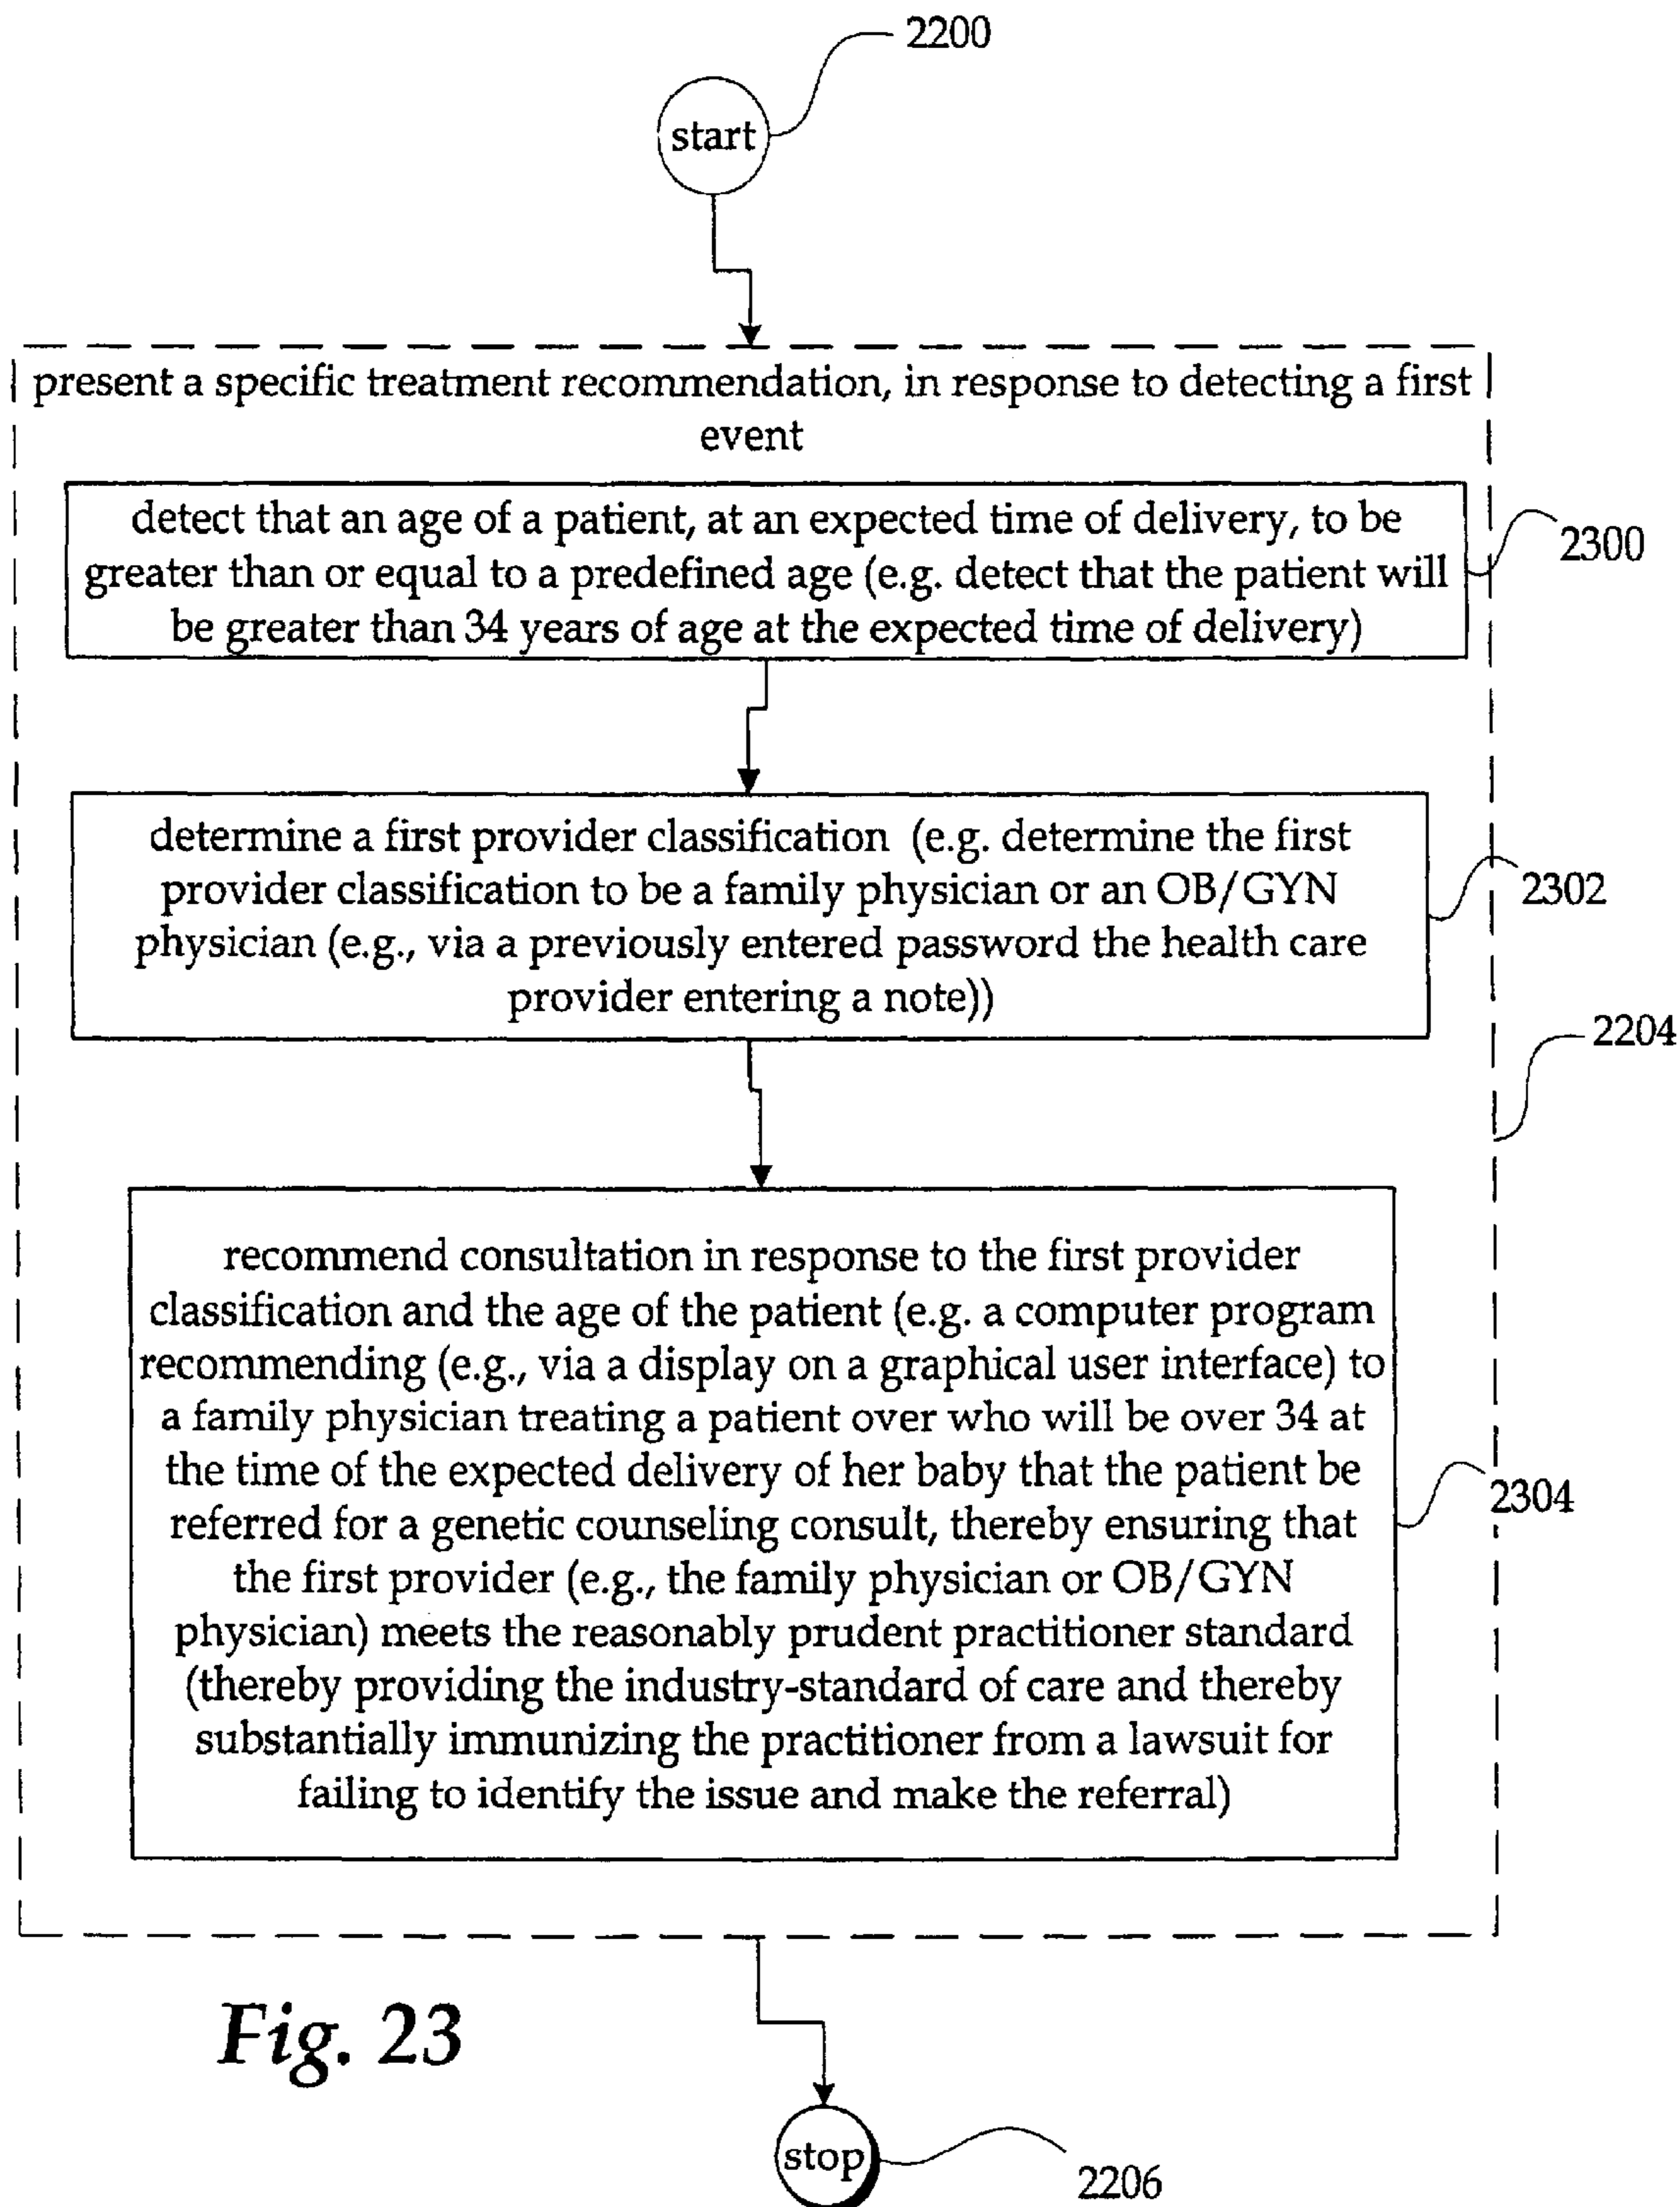 2200
start
present a specific treatment recommendation, in response to detecting a first
event
detect that an age of a patient, at an expected time of delivery, to be
greater than or equal to a predefined age (e.g. detect that the patient will
be greater than 34 years of age at the expected time of delivery)
2300
determine a first provider classification (e.g. determine the first
provider classification to be a family physician or an OB/GYN
physician (e.g., via a previously entered password the health care
provider entering a note))
2302
2204
recommend consultation in response to the first provider
classification and the age of the patient (e.g. a computer program
recommending (e.g., via a display on a graphical user interface) to
a family physician treating a patient over who will be over 34 at
the time of the expected delivery of her baby that the patient be
referred for a genetic counseling consult, thereby ensuring that
the first provider (e.g., the family physician or OB/GYN
physician) meets the reasonably prudent practitioner standard
(thereby providing the industry-standard of care and thereby
substantially immunizing the practitioner from a lawsuit for
failing to identify the issue and make the referral)
2304
Fig. 23
stop
2206